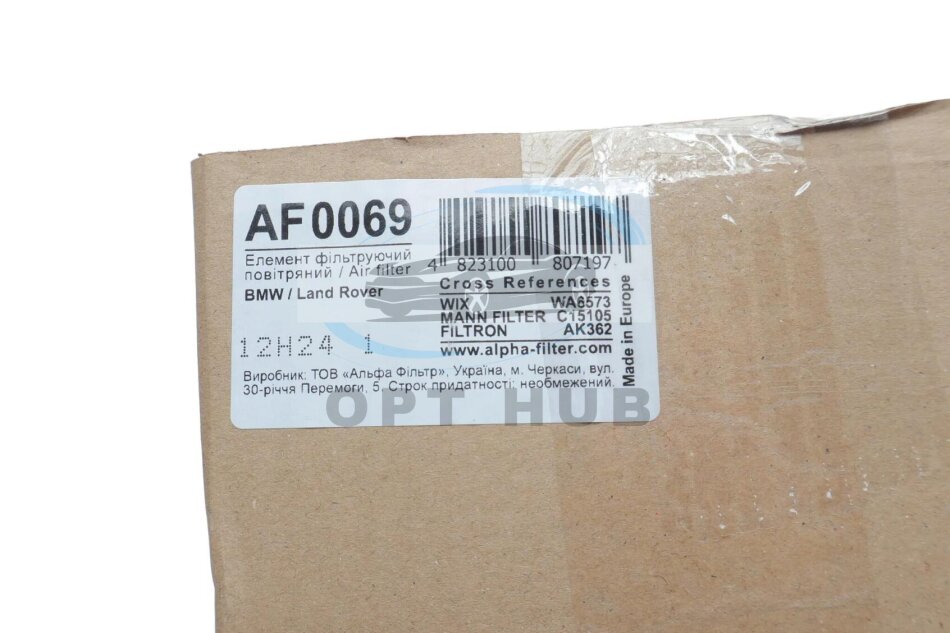 AF0069
Елемент фільтруючий
повітряний / Air filter
BMW / Land Rover
12H24 1
4 823100 807197
Cross References
WIX WA6573
MANN FILTER C15105
FILTRON AK362
www.alpha-filter.com
Made in Europe
Виробник: ТОВ «Альфа Фільтр», Україна, м. Черкаси, вул.
30-річчя Перемоги, 5. Строк придатності: необмежений.
OPT HUB